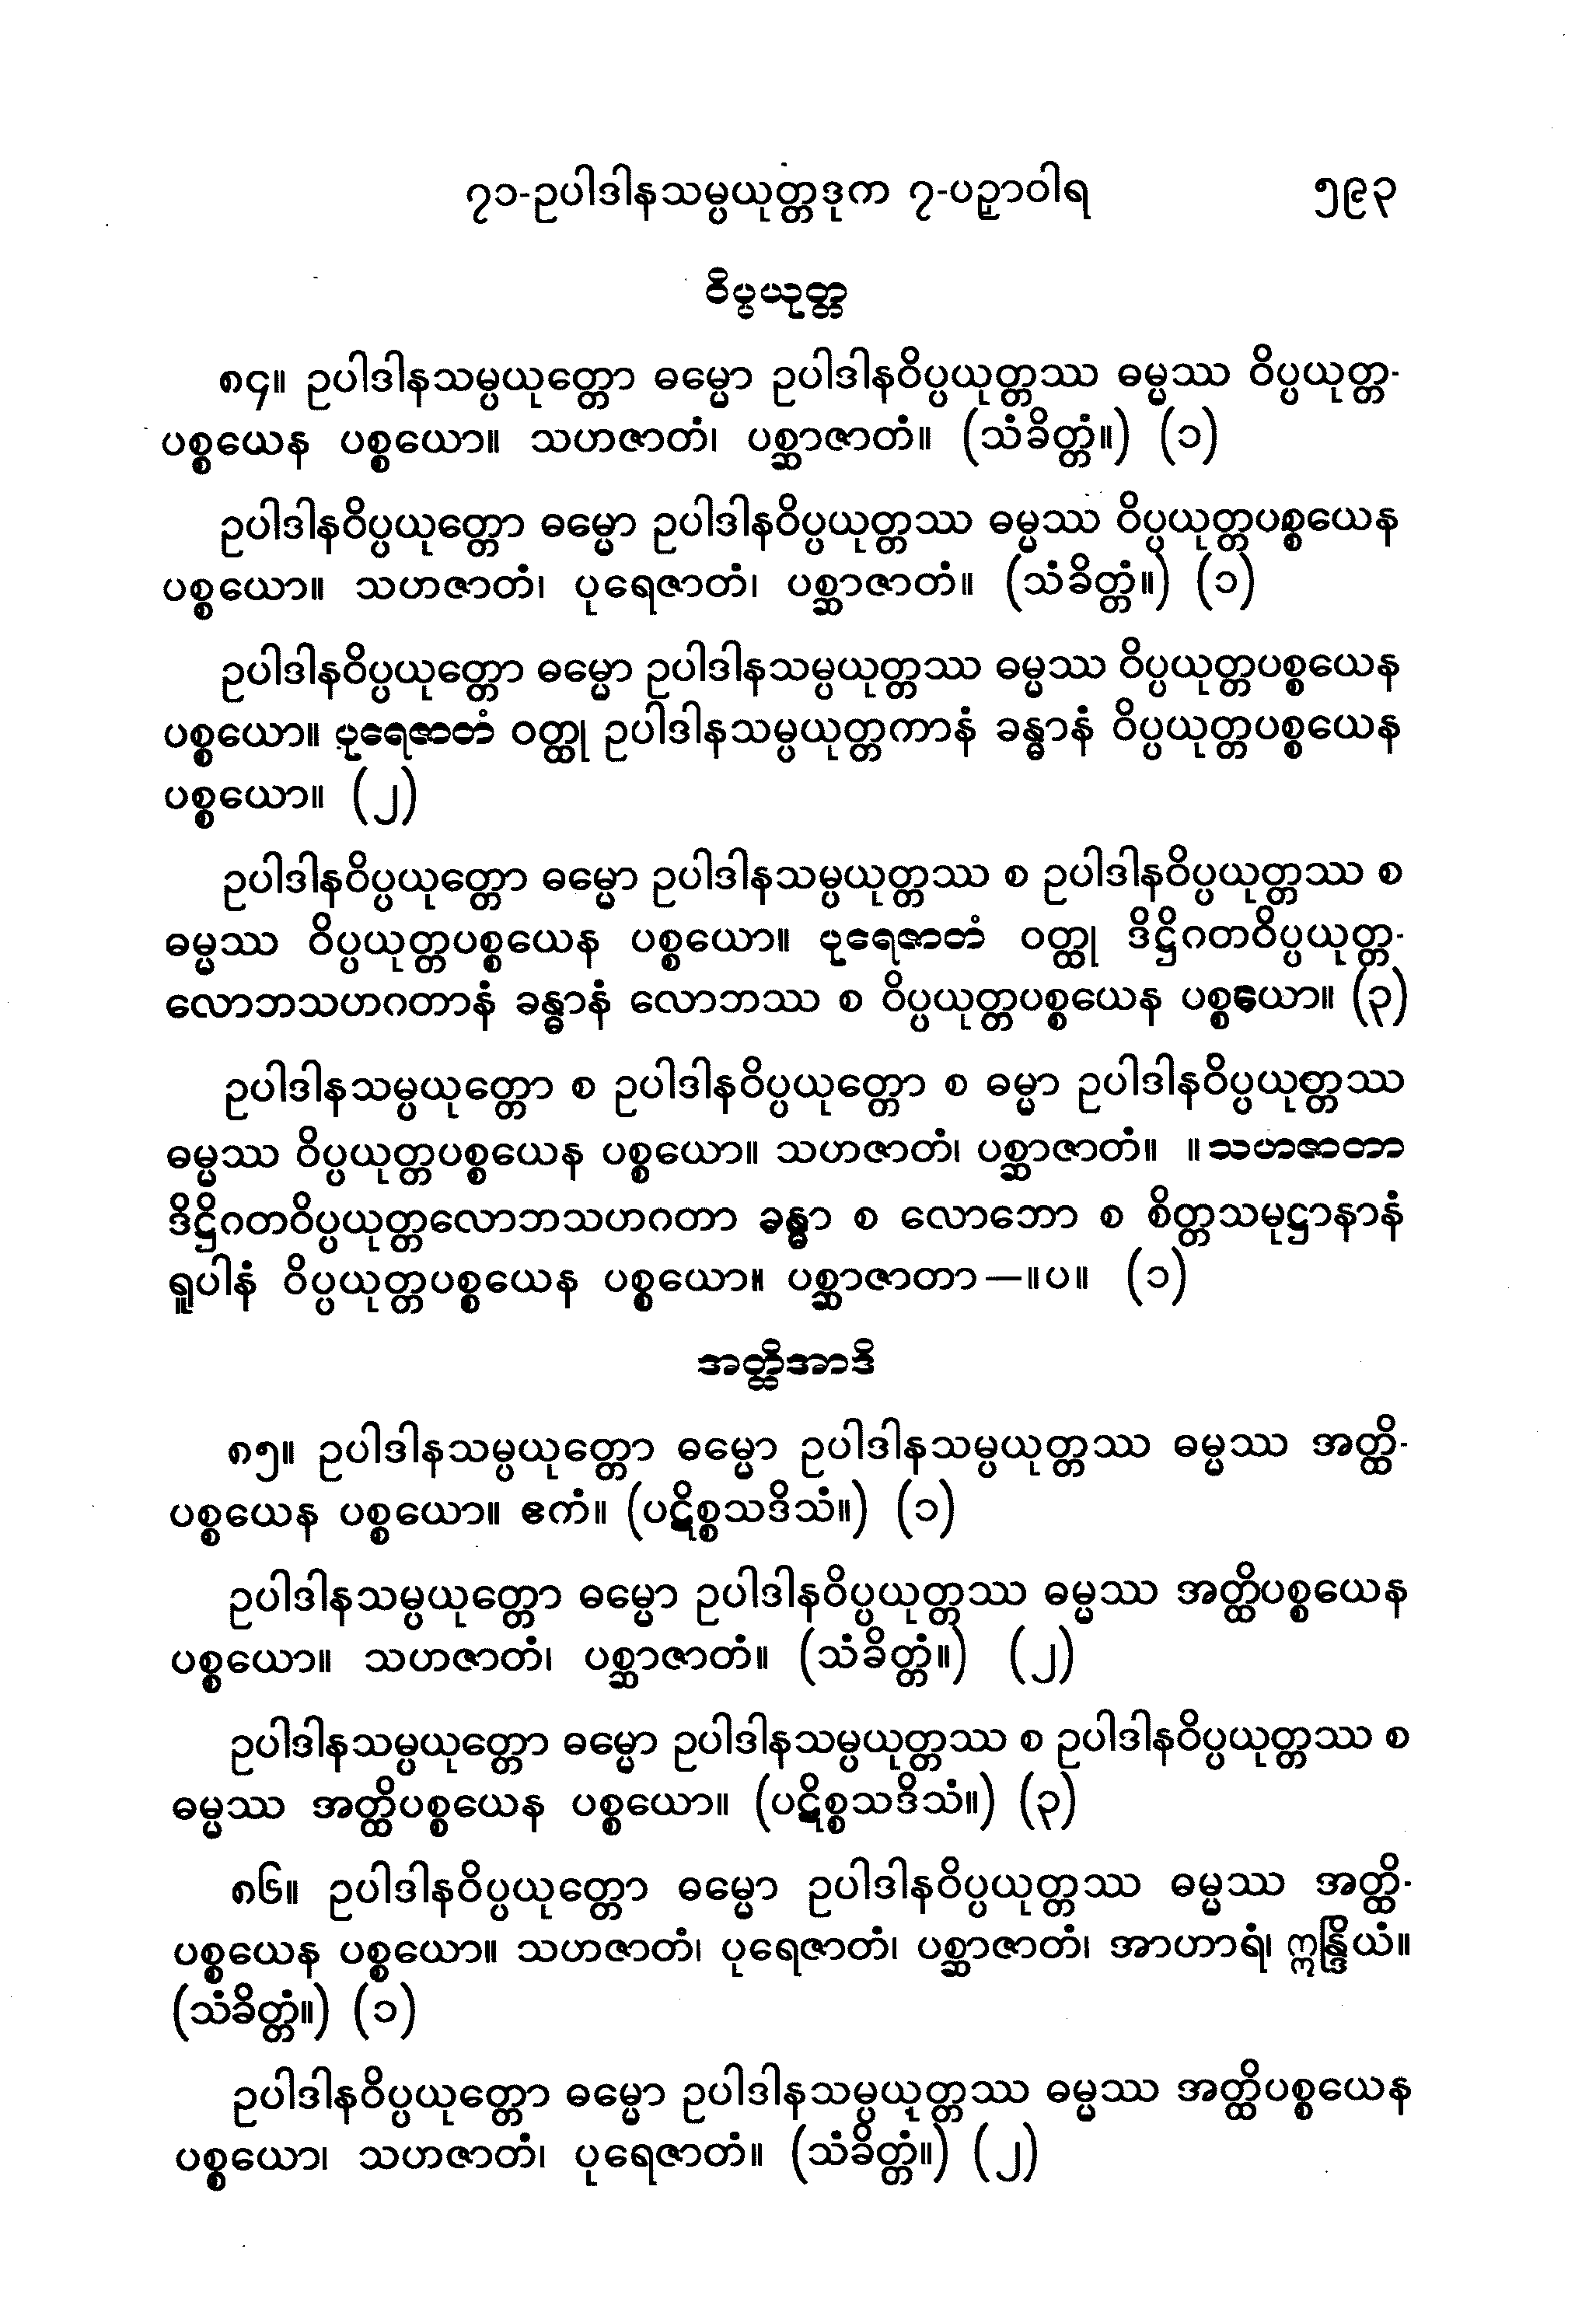 ၇၁-ဥပါဒါနသမ္ပယုတ္တဒုက ၇-ပဉှာဝါရ ၅၉၃
ဝိပ္ပယုတ္တ
၈၄။ ဥပါဒါနသမ္ပယုတ္တော ဓမ္မော ဥပါဒါနဝိပ္ပယုတ္တဿ ဓမ္မဿ ဝိပ္ပယုတ္တ-
ပစ္စယေန ပစ္စယော။ သဟဇာတံ၊ ပစ္ဆာဇာတံ။ (သံခိတ္တံ။) (၁)
ဥပါဒါနဝိပ္ပယုတ္တော ဓမ္မော ဥပါဒါနဝိပ္ပယုတ္တဿ ဓမ္မဿ ဝိပ္ပယုတ္တပစ္စယေန
ပစ္စယော။ သဟဇာတံ၊ ပုရေဇာတံ၊ ပစ္ဆာဇာတံ။ (သံခိတ္တံ။) (၁)
ဥပါဒါနဝိပ္ပယုတ္တော ဓမ္မော ဥပါဒါနသမ္ပယုတ္တဿ ဓမ္မဿ ဝိပ္ပယုတ္တပစ္စယေန
ပစ္စယော။ ပုရေဇာတံ ဝတ္ထု ဥပါဒါနသမ္ပယုတ္တကာနံ ခန္ဓာနံ ဝိပ္ပယုတ္တပစ္စယေန
ပစ္စယော။ (၂)
ဥပါဒါနဝိပ္ပယုတ္တော ဓမ္မော ဥပါဒါနသမ္ပယုတ္တဿ စ ဥပါဒါနဝိပ္ပယုတ္တဿ စ
ဓမ္မဿ ဝိပ္ပယုတ္တပစ္စယေန ပစ္စယော။ ပုရေဇာတံ ဝတ္ထု ဒိဋ္ဌိဂတဝိပ္ပယုတ္တ-
လောဘသဟဂတာနံ ခန္ဓာနံ လောဘဿ စ ဝိပ္ပယုတ္တပစ္စယေန ပစ္စယော။ (၃)
ဥပါဒါနသမ္ပယုတ္တော စ ဥပါဒါနဝိပ္ပယုတ္တော စ ဓမ္မာ ဥပါဒါနဝိပ္ပယုတ္တဿ
ဓမ္မဿ ဝိပ္ပယုတ္တပစ္စယေန ပစ္စယော။ သဟဇာတံ၊ ပစ္ဆာဇာတံ။ ။သဟဇာတာ
ဒိဋ္ဌိဂတဝိပ္ပယုတ္တလောဘသဟဂတာ ခန္ဓာ စ လောဘော စ စိတ္တသမုဋ္ဌာနာနံ
ရူပါနံ ဝိပ္ပယုတ္တပစ္စယေန ပစ္စယော။ ပစ္ဆာဇာတာ—။ပ။ (၁)
အတ္ထိအာဒိ
၈၅။ ဥပါဒါနသမ္ပယုတ္တော ဓမ္မော ဥပါဒါနသမ္ပယုတ္တဿ ဓမ္မဿ အတ္ထိ-
ပစ္စယေန ပစ္စယော။ ဧကံ။ (ပဋိစ္စသဒိသံ။) (၁)
ဥပါဒါနသမ္ပယုတ္တော ဓမ္မော ဥပါဒါနဝိပ္ပယုတ္တဿ ဓမ္မဿ အတ္ထိပစ္စယေန
ပစ္စယော။ သဟဇာတံ၊ ပစ္ဆာဇာတံ။ (သံခိတ္တံ။) (၂)
ဥပါဒါနသမ္ပယုတ္တော ဓမ္မော ဥပါဒါနသမ္ပယုတ္တဿ စ ဥပါဒါနဝိပ္ပယုတ္တဿ စ
ဓမ္မဿ အတ္ထိပစ္စယေန ပစ္စယော။ (ပဋိစ္စသဒိသံ။) (၃)
၈၆။ ဥပါဒါနဝိပ္ပယုတ္တော ဓမ္မော ဥပါဒါနဝိပ္ပယုတ္တဿ ဓမ္မဿ အတ္ထိ-
ပစ္စယေန ပစ္စယော။ သဟဇာတံ၊ ပုရေဇာတံ၊ ပစ္ဆာဇာတံ၊ အာဟာရံ၊ ဣန္ဒြိယံ။
(သံခိတ္တံ။) (၁)
ဥပါဒါနဝိပ္ပယုတ္တော ဓမ္မော ဥပါဒါနသမ္ပယုတ္တဿ ဓမ္မဿ အတ္ထိပစ္စယေန
ပစ္စယော၊ သဟဇာတံ၊ ပုရေဇာတံ။ (သံခိတ္တံ။) (၂)